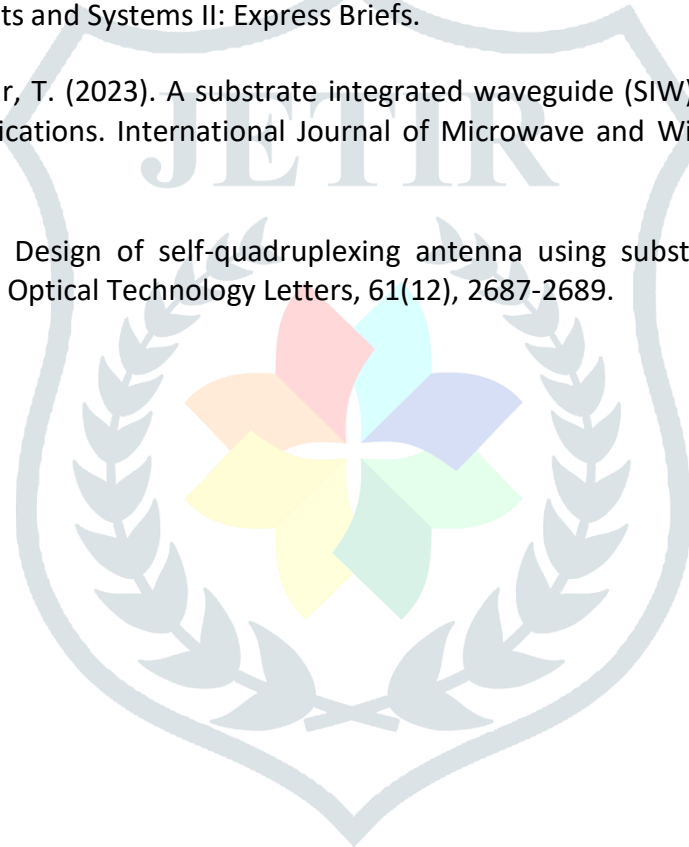 ts and Systems II: Express Briefs.
r, T. (2023). A substrate integrated waveguide (SIW)
ications. International Journal of Microwave and Wi
JETIR
Design of self-quadruplexing antenna using subst
Optical Technology Letters, 61(12), 2687-2689.